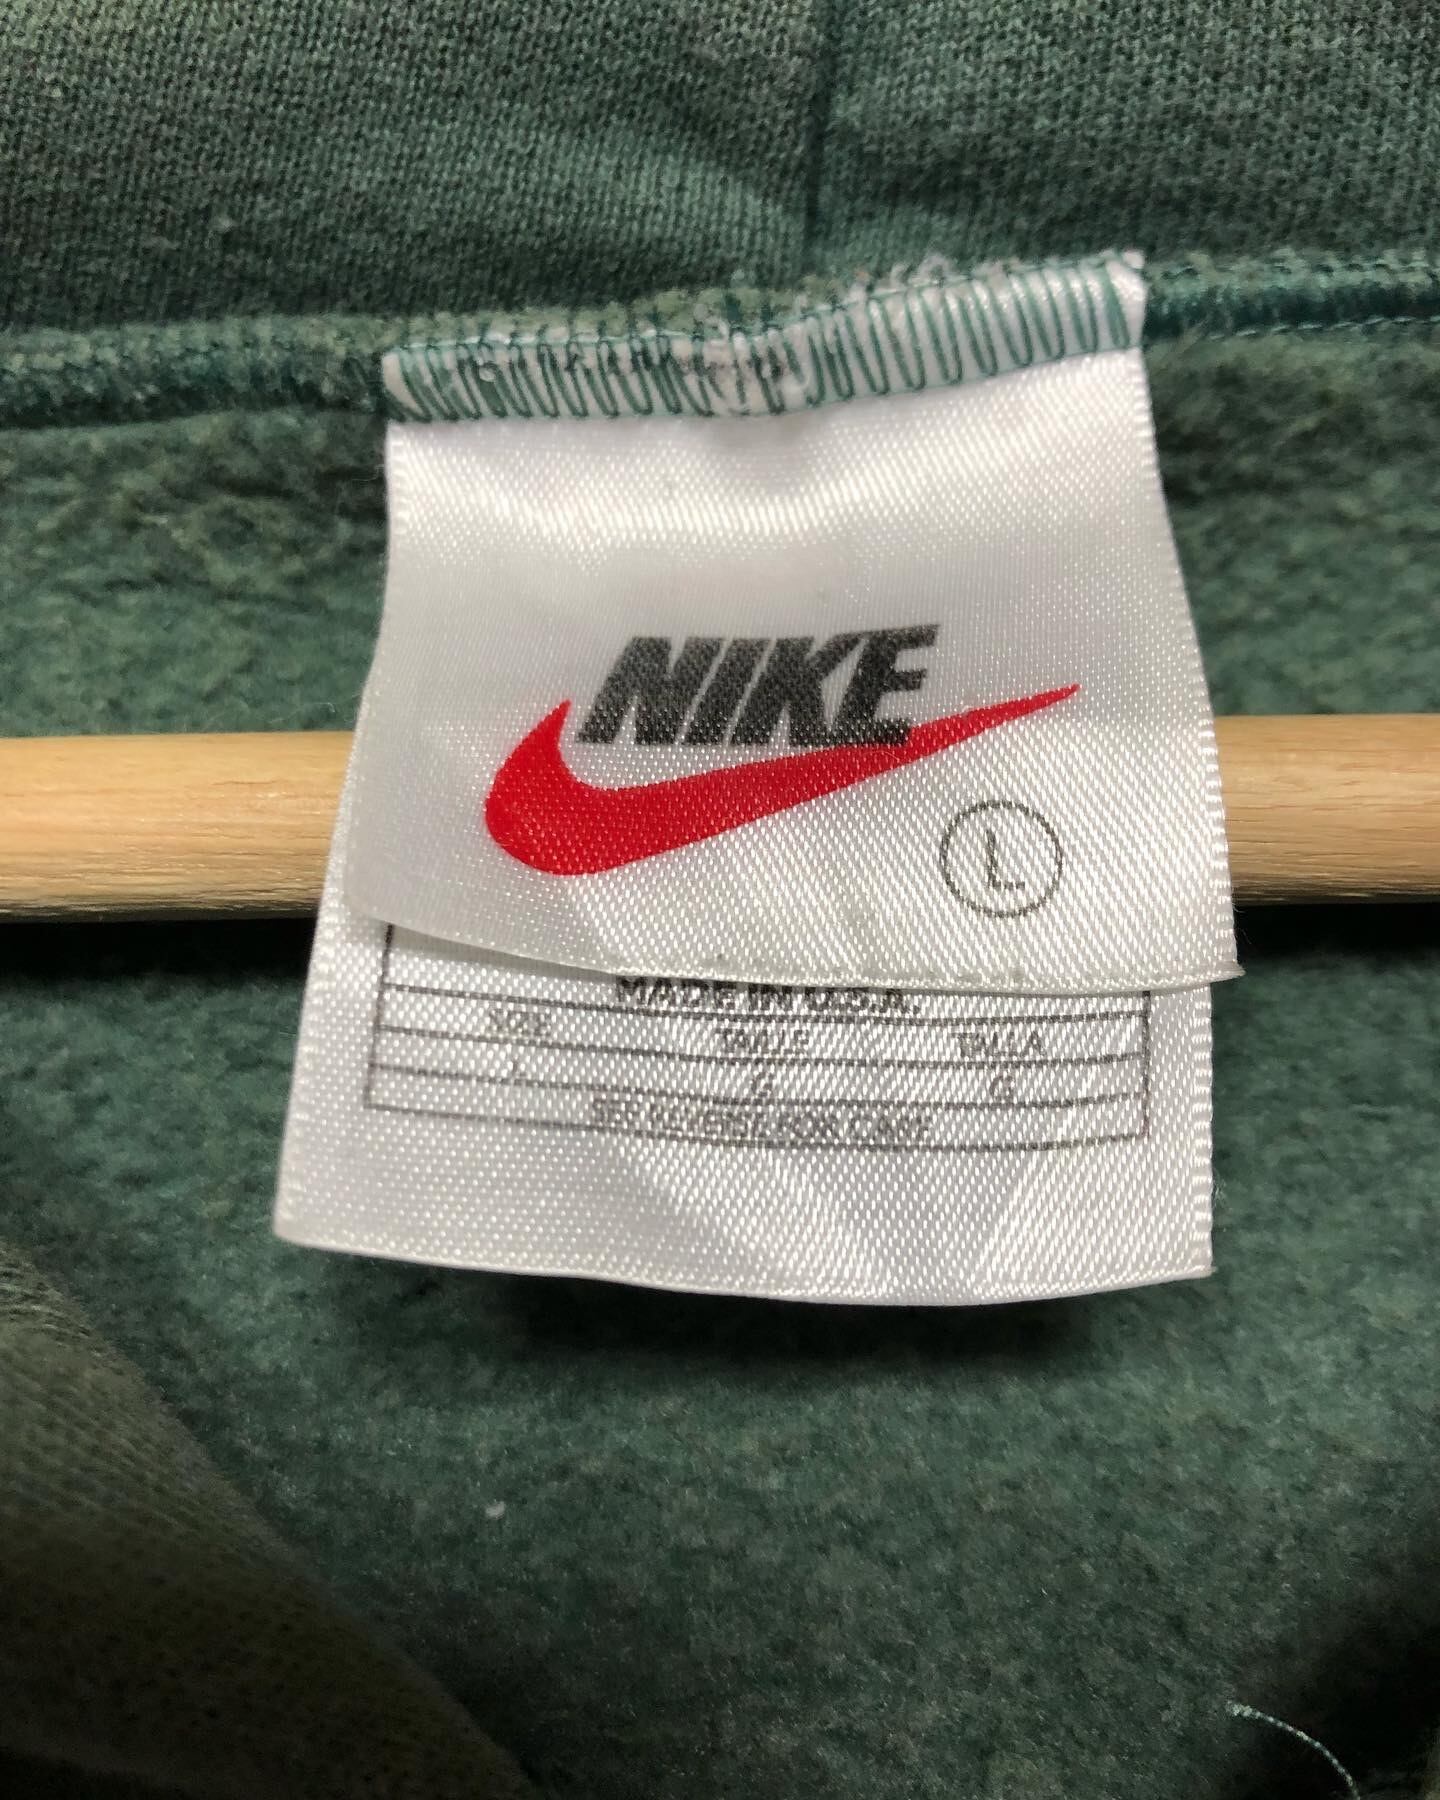 NIKE
L
MADE IN U.S.A.
SIZE TAILLE TALLA
L G G
SEE REVERSE FOR CARE